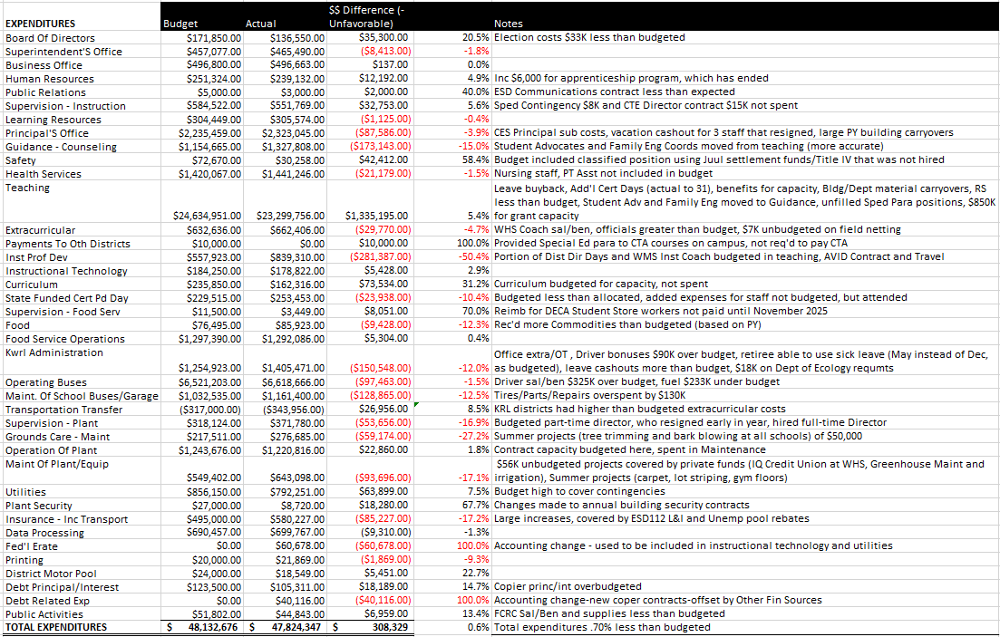 $$ Difference (-
EXPENDITURES Budget Actual Unfavorable) Notes
Board Of Directors $171,850.00 $136,550.00 $35,300.00 20.5% Election costs $33K less than budgeted
Superintendent'S Office $457,077.00 $465,490.00 ($8,413.00) -1.8%
Business Office $496,800.00 $496,663.00 $137.00 0.0%
Human Resources $251,324.00 $239,132.00 $12,192.00 4.9% Inc $6,000 for apprenticeship program, which has ended
Public Relations $5,000.00 $3,000.00 $2,000.00 40.0% ESD Communications contract less than expected
Supervision - Instruction $584,522.00 $551,769.00 $32,753.00 5.6% Sped Contingency $8K and CTE Director contract $15K not spent
Learning Resources $304,449.00 $305,574.00 ($1,125.00) -0.4%
Principal'S Office $2,235,459.00 $2,323,045.00 ($87,586.00) -3.9% CES Principal sub costs, vacation cashout for 3 staff that resigned, large PY building carryovers
Guidance - Counseling $1,154,665.00 $1,327,808.00 ($173,143.00) -15.0% Student Advocates and Family Eng Coords moved from teaching (more accurate)
Safety $72,670.00 $30,258.00 $42,412.00 58.4% Budget included classified position using Juul settlement funds/Title IV that was not hired
Health Services $1,420,067.00 $1,441,246.00 ($21,179.00) -1.5% Nursing staff, PT Asst not included in budget
Teaching Leave buyback, Add'l Cert Days (actual to 31), benefits for capacity, Bldg/Dept material carryovers, RS
less than budget, Student Adv and Family Eng moved to Guidance, unfilled Sped Para positions, $850K
$24,634,951.00 $23,299,756.00 $1,335,195.00 5.4% for grant capacity
Extracurricular $632,636.00 $662,406.00 ($29,770.00) -4.7% WHS Coach sal/ben, officials greater than budget, $7K unbudgeted on field netting
Payments To Oth Districts $10,000.00 $0.00 $10,000.00 100.0% Provided Special Ed para to CTA courses on campus, not req'd to pay CTA
Inst Prof Dev $557,923.00 $839,310.00 ($281,387.00) -50.4% Portion of Dist Dir Days and WMS Inst Coach budgeted in teaching, AVID Contract and Travel
Instructional Technology $184,250.00 $178,822.00 $5,428.00 2.9%
Curriculum $235,850.00 $162,316.00 $73,534.00 31.2% Curriculum budgeted for capacity, not spent
State Funded Cert Pd Day $229,515.00 $253,453.00 ($23,938.00) -10.4% Budgeted less than allocated, added expenses for staff not budgeted, but attended
Supervision - Food Serv $11,500.00 $3,449.00 $8,051.00 70.0% Reimb for DECA Student Store workers not paid until November 2025
Food $76,495.00 $85,923.00 ($9,428.00) -12.3% Rec'd more Commodities than budgeted (based on PY)
Food Service Operations $1,297,390.00 $1,292,086.00 $5,304.00 0.4%
Kwrl Administration Office extra/OT , Driver bonuses $90K over budget, retiree able to use sick leave (May instead of Dec,
$1,254,923.00 $1,405,471.00 ($150,548.00) -12.0% as budgeted), leave cashouts more than budget, $18K on Dept of Ecology requmts
Operating Buses $6,521,203.00 $6,618,666.00 ($97,463.00) -1.5% Driver sal/ben $325K over budget, fuel $233K under budget
Maint. Of School Buses/Garage $1,032,535.00 $1,161,400.00 ($128,865.00) -12.5% Tires/Parts/Repairs overspent by $130K
Transportation Transfer ($317,000.00) ($343,956.00) $26,956.00 8.5% KRL districts had higher than budgeted extracurricular costs
Supervision - Plant $318,124.00 $371,780.00 ($53,656.00) -16.9% Budgeted part-time director, who resigned early in year, hired full-time Director
Grounds Care - Maint $217,511.00 $276,685.00 ($59,174.00) -27.2% Summer projects (tree trimming and bark blowing at all schools) of $50,000
Operation Of Plant $1,243,676.00 $1,220,816.00 $22,860.00 1.8% Contract capacity budgeted here, spent in Maintenance
Maint Of Plant/Equip $56K unbudgeted projects covered by private funds (IQ Credit Union at WHS, Greenhouse Maint and
$549,402.00 $643,098.00 ($93,696.00) -17.1% irrigation), Summer projects (carpet, lot striping, gym floors)
Utilities $856,150.00 $792,251.00 $63,899.00 7.5% Budget high to cover contingencies
Plant Security $27,000.00 $8,720.00 $18,280.00 67.7% Changes made to annual building security contracts
Insurance - Inc Transport $495,000.00 $580,227.00 ($85,227.00) -17.2% Large increases, covered by ESD112 L&I and Unemp pool rebates
Data Processing $690,457.00 $699,767.00 ($9,310.00) -1.3%
Fed'l Erate $0.00 $60,678.00 ($60,678.00) 100.0% Accounting change - used to be included in instructional technology and utilities
Printing $20,000.00 $21,869.00 ($1,869.00) -9.3%
District Motor Pool $24,000.00 $18,549.00 $5,451.00 22.7%
Debt Principal/Interest $123,500.00 $105,311.00 $18,189.00 14.7% Copier princ/int overbudgeted
Debt Related Exp $0.00 $40,116.00 ($40,116.00) 100.0% Accounting change-new coper contracts-offset by Other Fin Sources
Public Activities $51,802.00 $44,843.00 $6,959.00 13.4% FCRC Sal/Ben and supplies less than budgeted
TOTAL EXPENDITURES $ 48,132,676 $ 47,824,347 $ 308,329 0.6% Total expenditures .70% less than budgeted